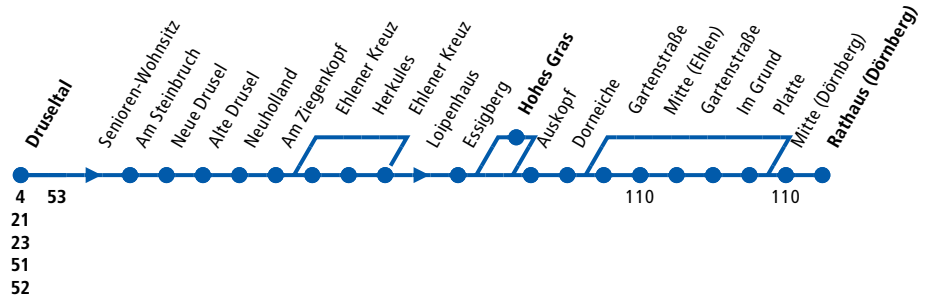 Druseltal
Senioren-Wohnsitz
Am Steinbruch
Neue Drusel
Alte Drusel
Neuholland
Am Ziegenkopf
Ehlener Kreuz
Herkules
Ehlener Kreuz
Loipenhaus
Essigberg
Hohes Gras
Auskopf
Dorneiche
Gartenstraße
Mitte (Ehlen)
Gartenstraße
Im Grund
Platte
Mitte (Dörnberg)
Rathaus (Dörnberg)
4 53 110 110
21
23
51
52